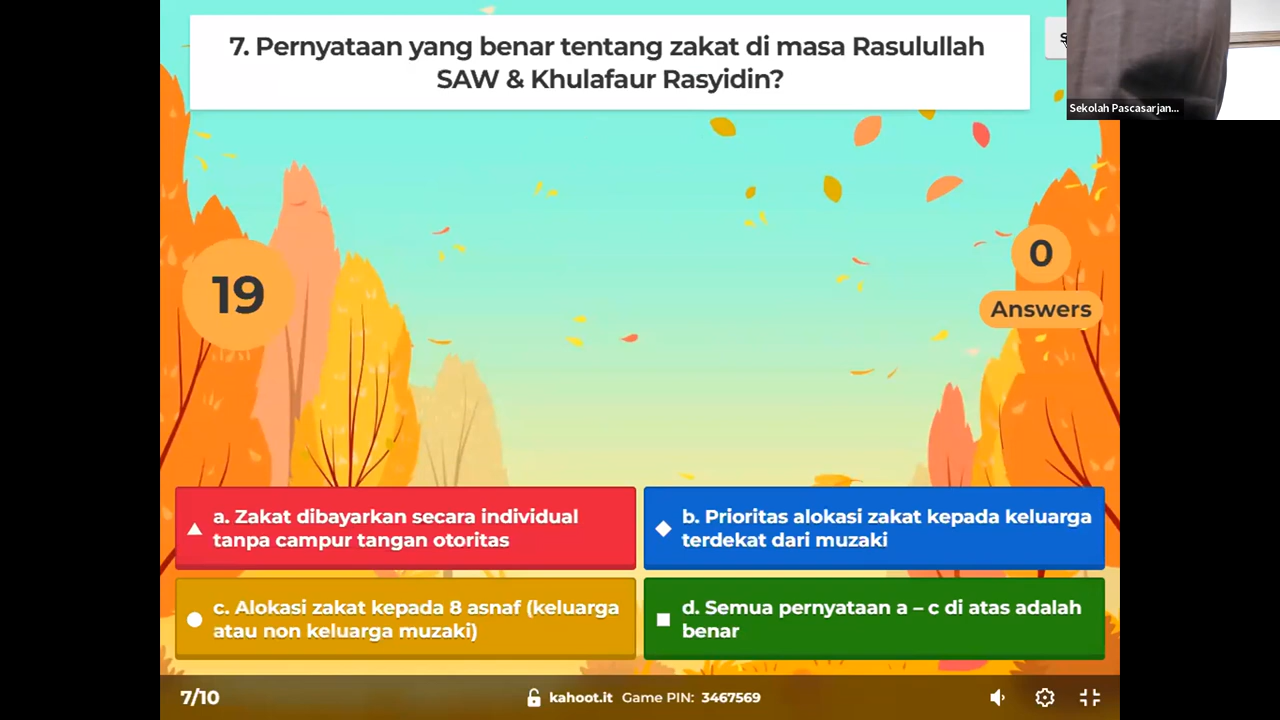 7. Pernyataan yang benar tentang zakat di masa Rasulullah
SAW & Khulafaur Rasyidin?
Sekolah Pascasarjan...
19
0
Answers
a. Zakat dibayarkan secara individual
tanpa campur tangan otoritas
b. Prioritas alokasi zakat kepada keluarga
terdekat dari muzaki
c. Alokasi zakat kepada 8 asnaf (keluarga
atau non keluarga muzaki)
d. Semua pernyataan a – c di atas adalah
benar
7/10
kahoot.it Game PIN: 3467569